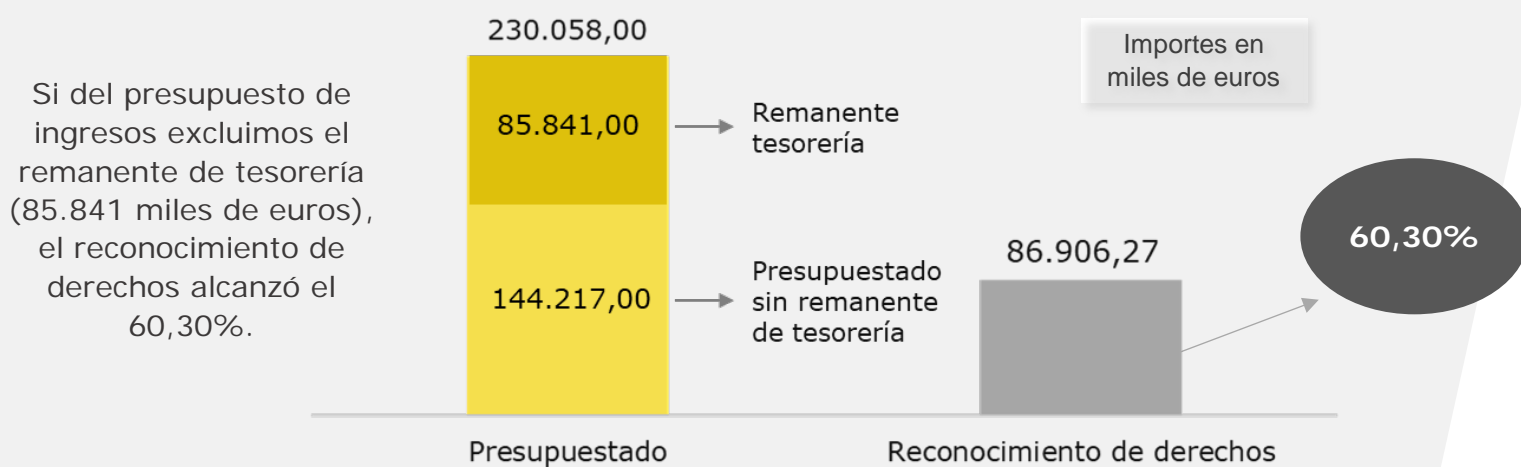 Si del presupuesto de
ingresos excluimos el
remanente de tesorería
(85.841 miles de euros),
el reconocimiento de
derechos alcanzó el
60,30%.
230.058,00
85.841,00
Remanente
tesorería
144.217,00
Presupuestado
sin remanente
de tesorería
Presupuestado
86.906,27
Reconocimiento de derechos
Importes en
miles de euros
60,30%